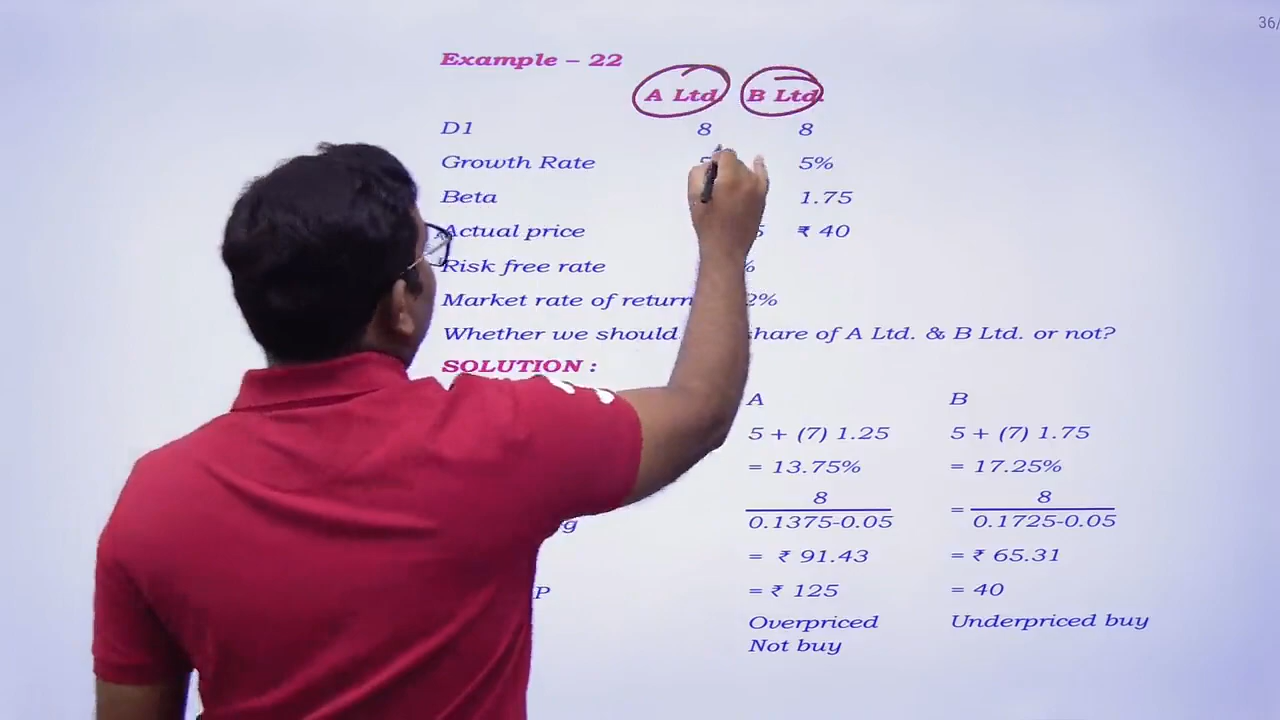 36/
Example – 22
A Ltd. B Ltd.
D1 8 8
Growth Rate 5%
Beta 1.75
Actual price 5 ₹ 40
Risk free rate %
Market rate of return 2%
Whether we should share of A Ltd. & B Ltd. or not?
SOLUTION :
A B
5 + (7) 1.25 5 + (7) 1.75
= 13.75% = 17.25%
8 8
0.1375-0.05 = 0.1725-0.05
= ₹ 91.43 = ₹ 65.31
P = ₹ 125 = 40
Overpriced Underpriced buy
Not buy